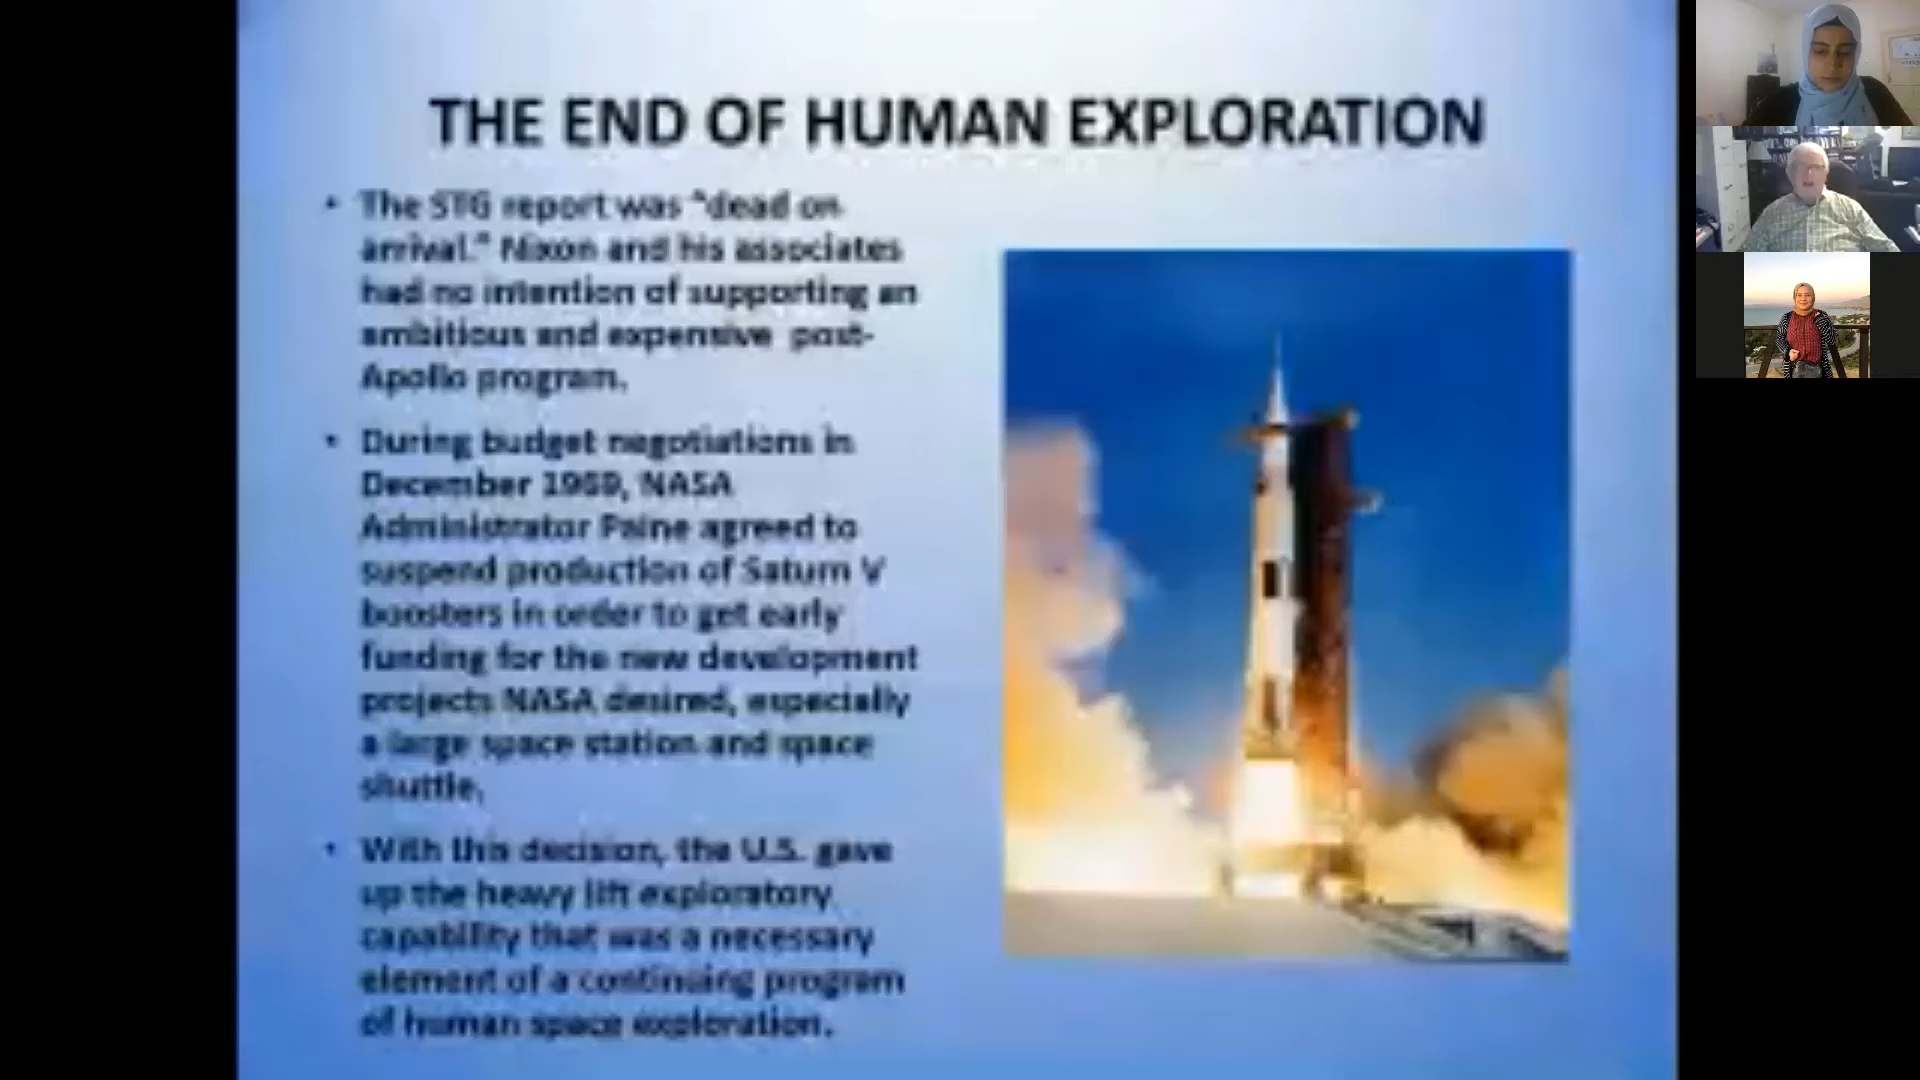 THE END OF HUMAN EXPLORATION
• The STG report was "dead on
arrival." Nixon and his associates
had no intention of supporting an
ambitious and expensive post-
Apollo program.
• During budget negotiations in
December 1969, NASA
Administrator Paine agreed to
suspend production of Saturn V
boosters in order to get early
funding for the new development
projects NASA desired, especially
a large space station and space
shuttle.
• With this decision, the U.S. gave
up the heavy lift exploratory
capability that was a necessary
element of a continuing program
of human space exploration.